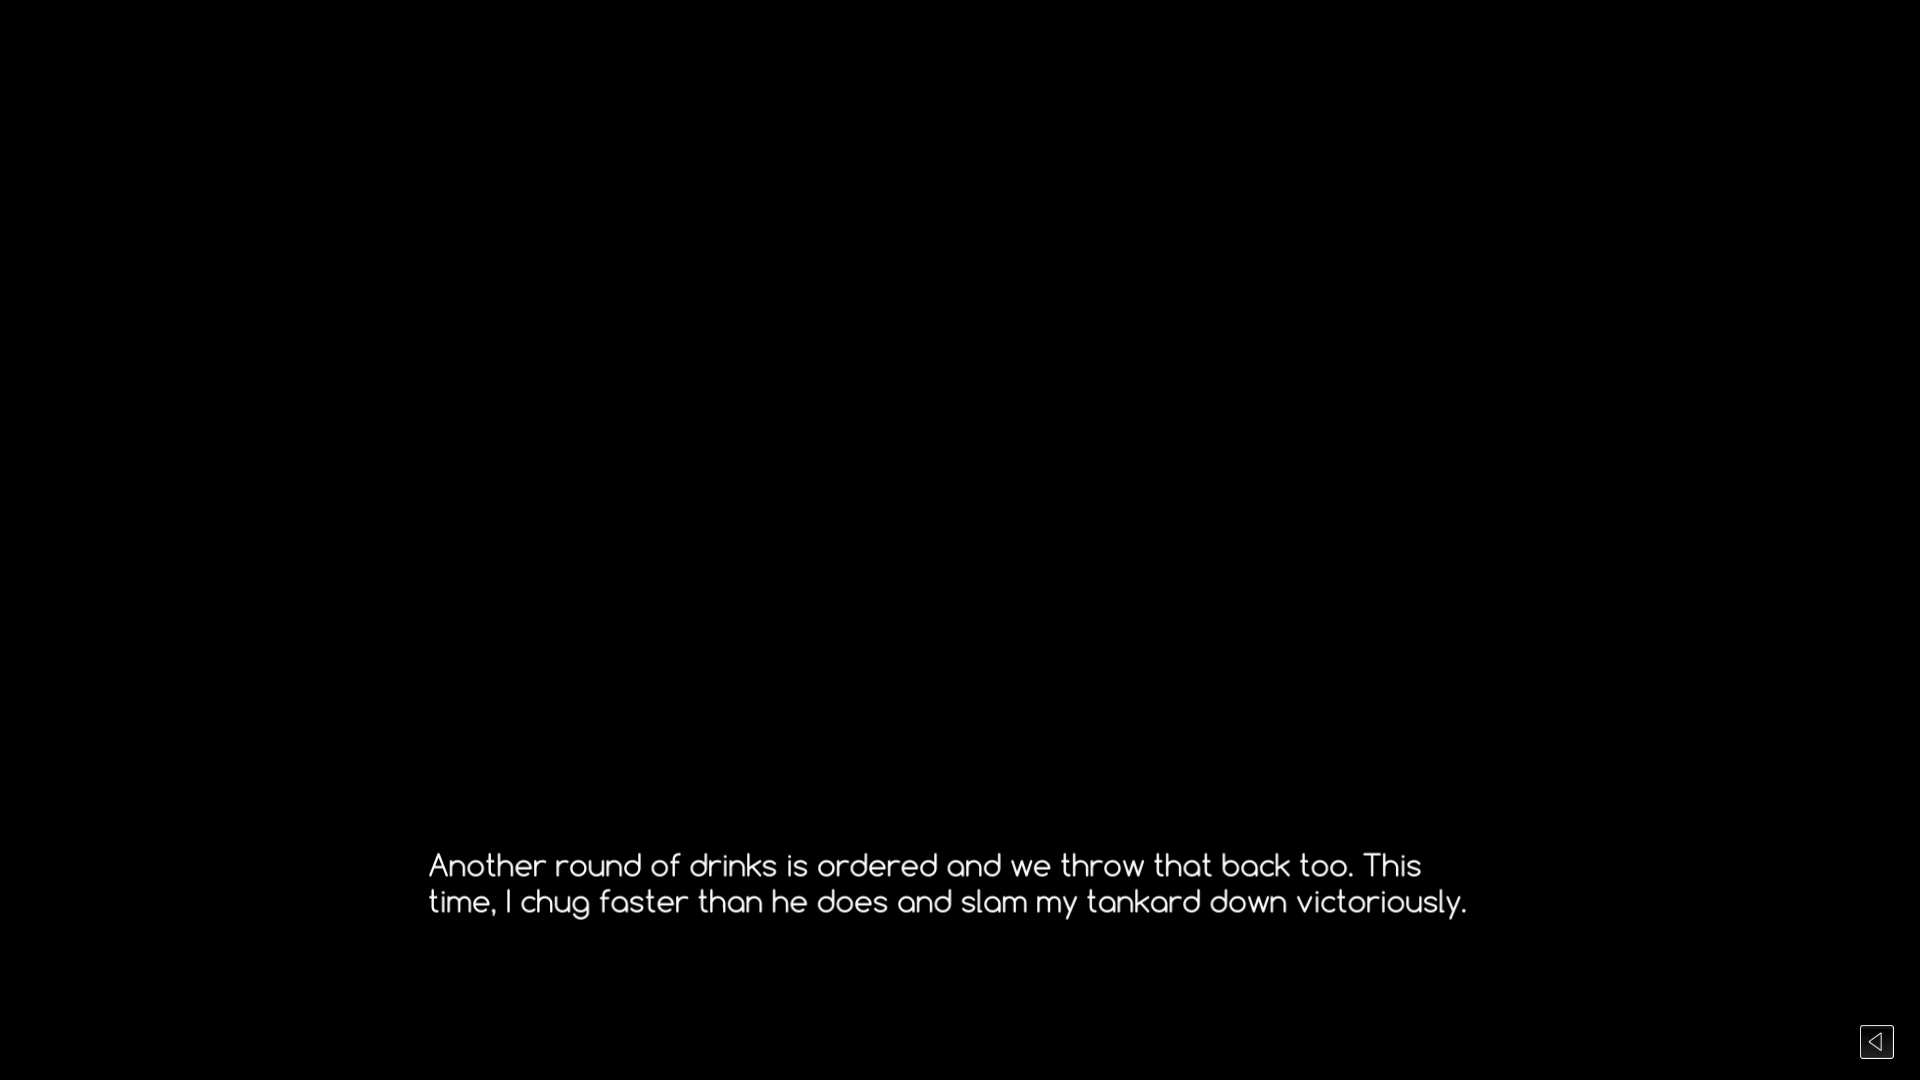 Another round of drinks is ordered and we throw that back too. This
time, I chug faster than he does and slam my tankard down victoriously.